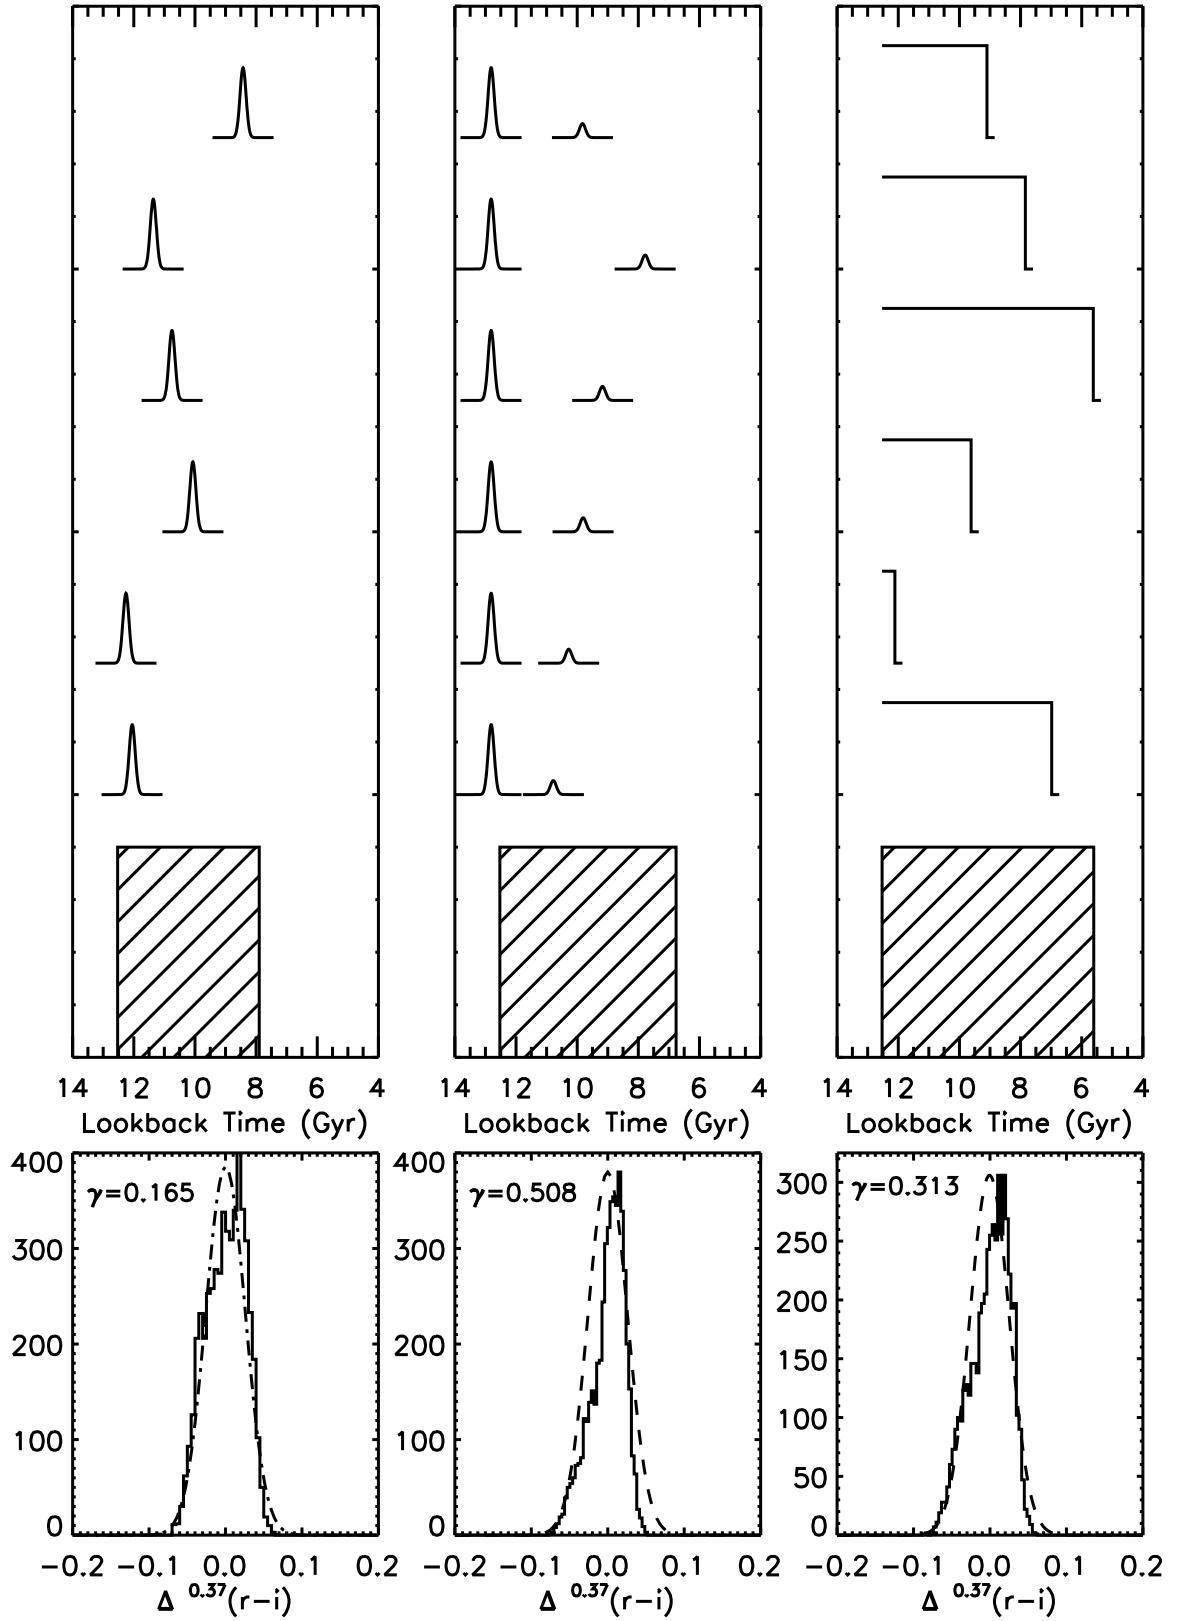 14 12 10 8 6 4 14 12 10 8 6 4 14 12 10 8 6 4
Lookback Time (Gyr) Lookback Time (Gyr) Lookback Time (Gyr)
400
300
200
100
0
γ=0.165
-0.2 -0.1 0.0 0.1 0.2
Δ 0.37(r-i)
400
300
200
100
0
γ=0.508
-0.2 -0.1 0.0 0.1 0.2
Δ 0.37(r-i)
300
250
200
150
100
50
0
γ=0.313
-0.2 -0.1 0.0 0.1 0.2
Δ 0.37(r-i)